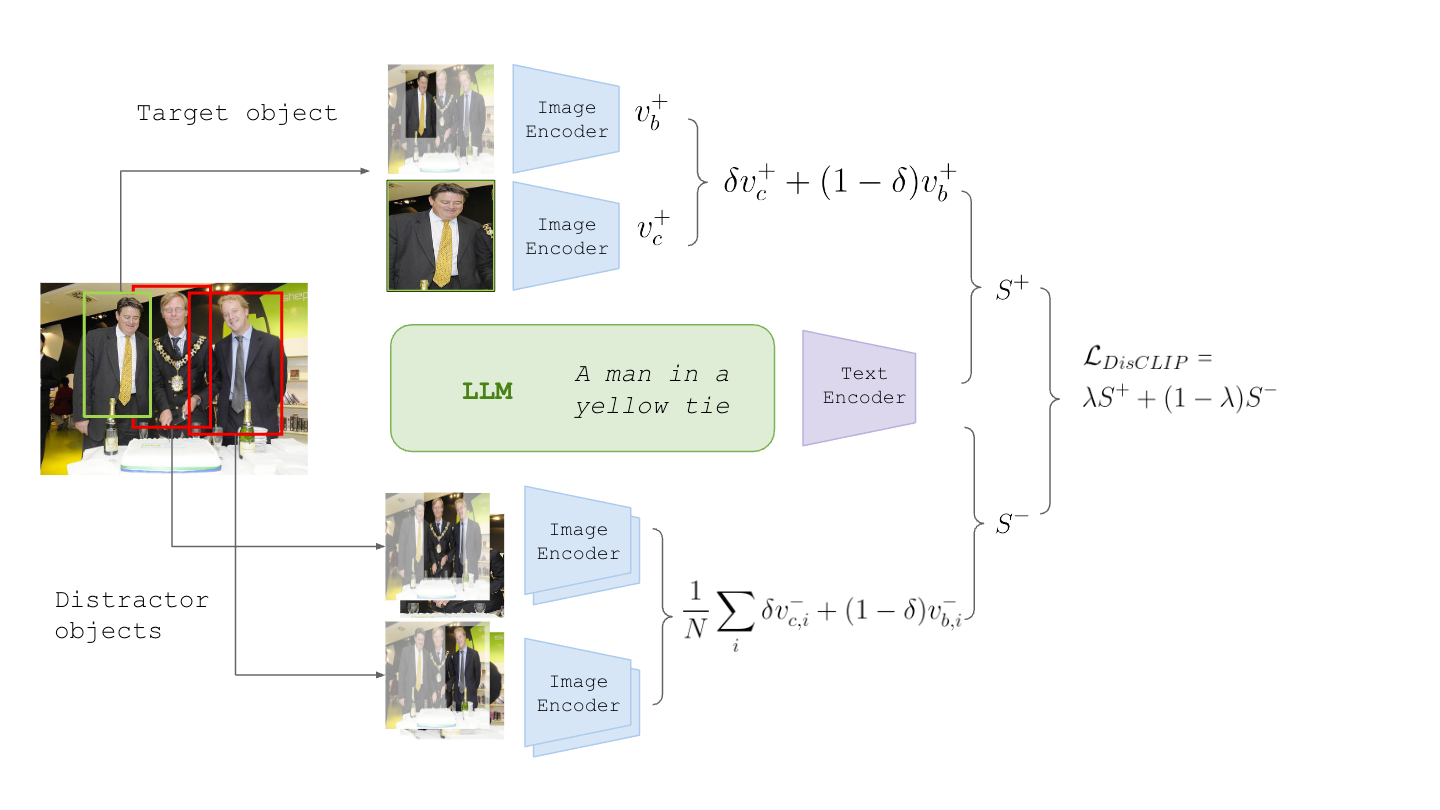 Target object
Image
Encoder
$v_b^+$
Image
Encoder
$v_c^+$
$\delta v_c^+ + (1 - \delta)v_b^+$
$S^+$
LLM
A man in a
yellow tie
Text
Encoder
$\mathcal{L}_{DisCLIP} =$
$\lambda S^+ + (1 - \lambda)S^-$
Distractor
objects
Image
Encoder
Image
Encoder
$\frac{1}{N} \sum_i \delta v_{c,i}^- + (1 - \delta)v_{b,i}^-$
$S^-$